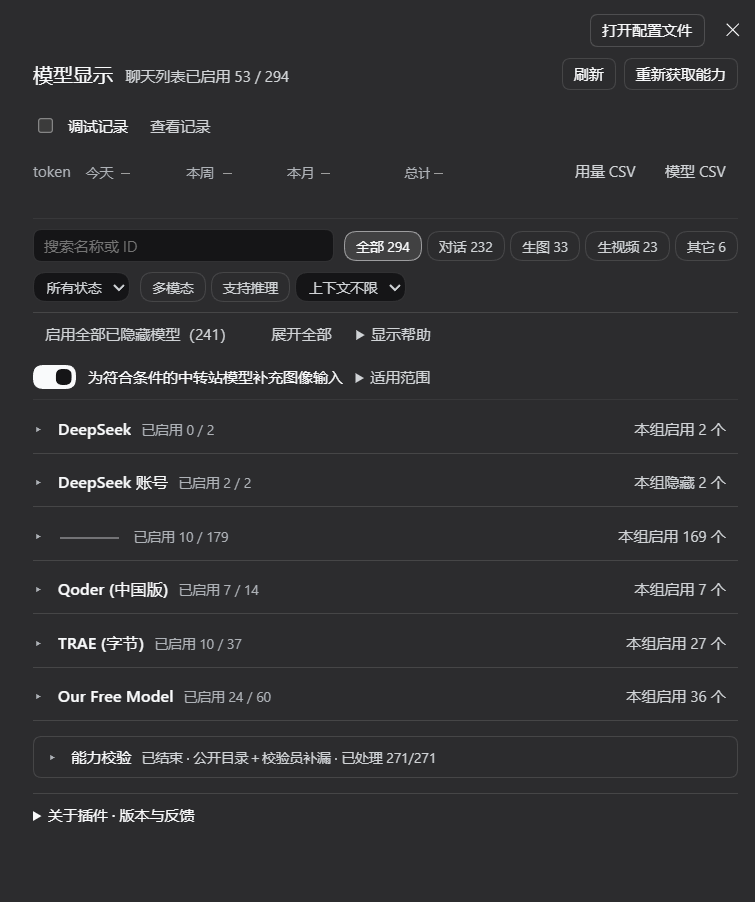 打开配置文件
模型显示 聊天列表已启用 53 / 294 刷新 重新获取能力
调试记录 查看记录
token 今天 – 本周 – 本月 – 总计 – 用量 CSV 模型 CSV
搜索名称或 ID 全部 294 对话 232 生图 33 生视频 23 其它 6
所有状态 多模态 支持推理 上下文不限
启用全部已隐藏模型 (241) 展开全部 ▶ 显示帮助
为符合条件的中转站模型补充图像输入 ▶ 适用范围
▸ DeepSeek 已启用 0 / 2 本组启用 2 个
▸ DeepSeek 账号 已启用 2 / 2 本组隐藏 2 个
▸ ———— 已启用 10 / 179 本组启用 169 个
▸ Qoder (中国版) 已启用 7 / 14 本组启用 7 个
▸ TRAE (字节) 已启用 10 / 37 本组启用 27 个
▸ Our Free Model 已启用 24 / 60 本组启用 36 个
▸ 能力校验 已结束 · 公开目录 + 校验员补漏 · 已处理 271/271
▶ 关于插件 · 版本与反馈